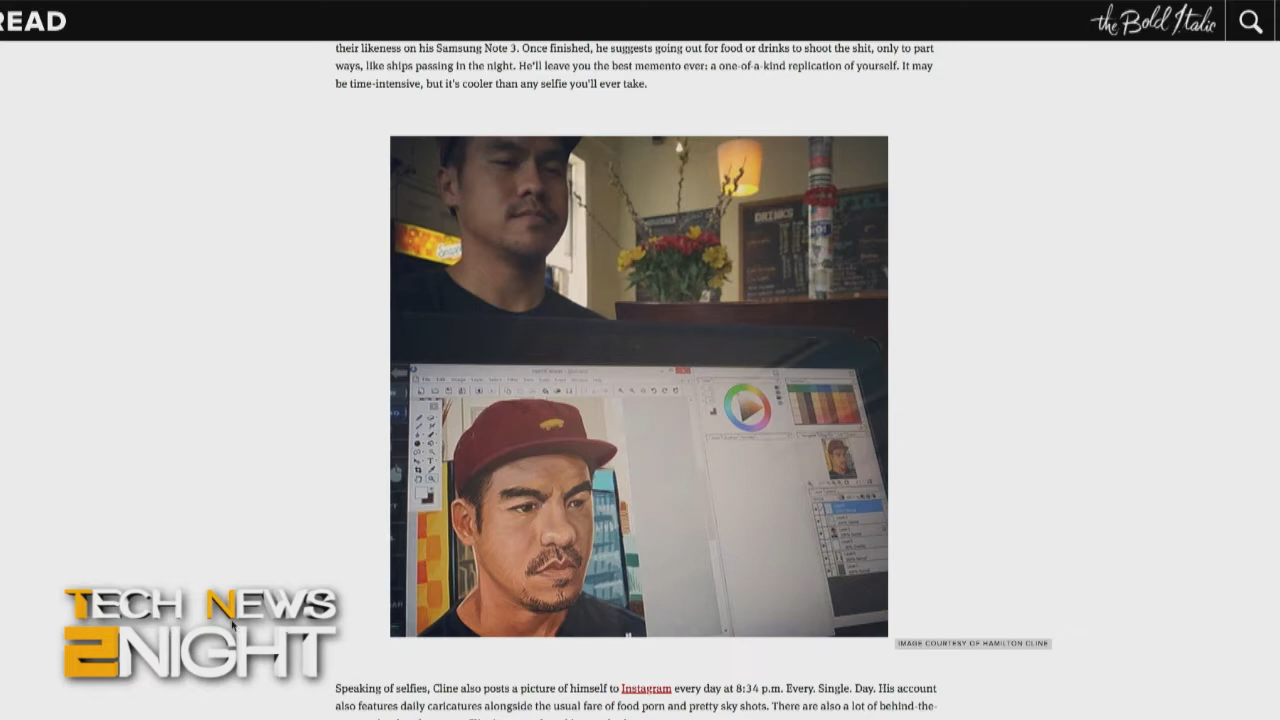 READ
the Bold Italic
their likeness on his Samsung Note 3. Once finished, he suggests going out for food or drinks to shoot the shit, only to part
ways, like ships passing in the night. He'll leave you the best memento ever: a one-of-a-kind replication of yourself. It may
be time-intensive, but it's cooler than any selfie you'll ever take.
DRINKS
TECH NEWS
2NIGHT
IMAGE COURTESY OF HAMILTON CLINE
Speaking of selfies, Cline also posts a picture of himself to Instagram every day at 8:34 p.m. Every. Single. Day. His account
also features daily caricatures alongside the usual fare of food porn and pretty sky shots. There are also a lot of behind-the-